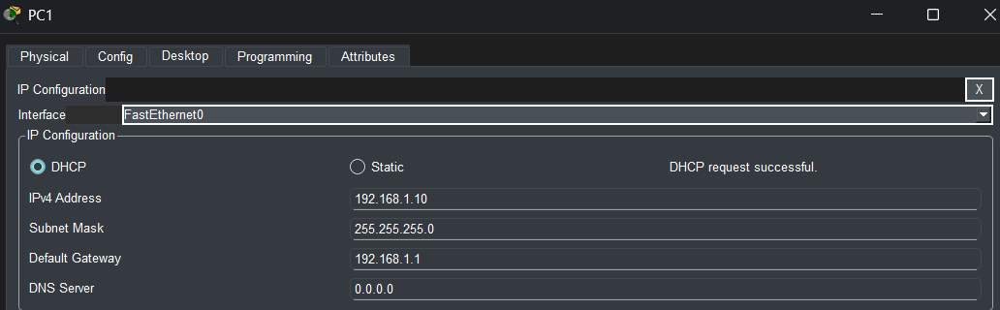 PC1
Physical Config Desktop Programming Attributes
IP Configuration X
Interface FastEthernet0
IP Configuration
DHCP Static DHCP request successful.
IPv4 Address 192.168.1.10
Subnet Mask 255.255.255.0
Default Gateway 192.168.1.1
DNS Server 0.0.0.0